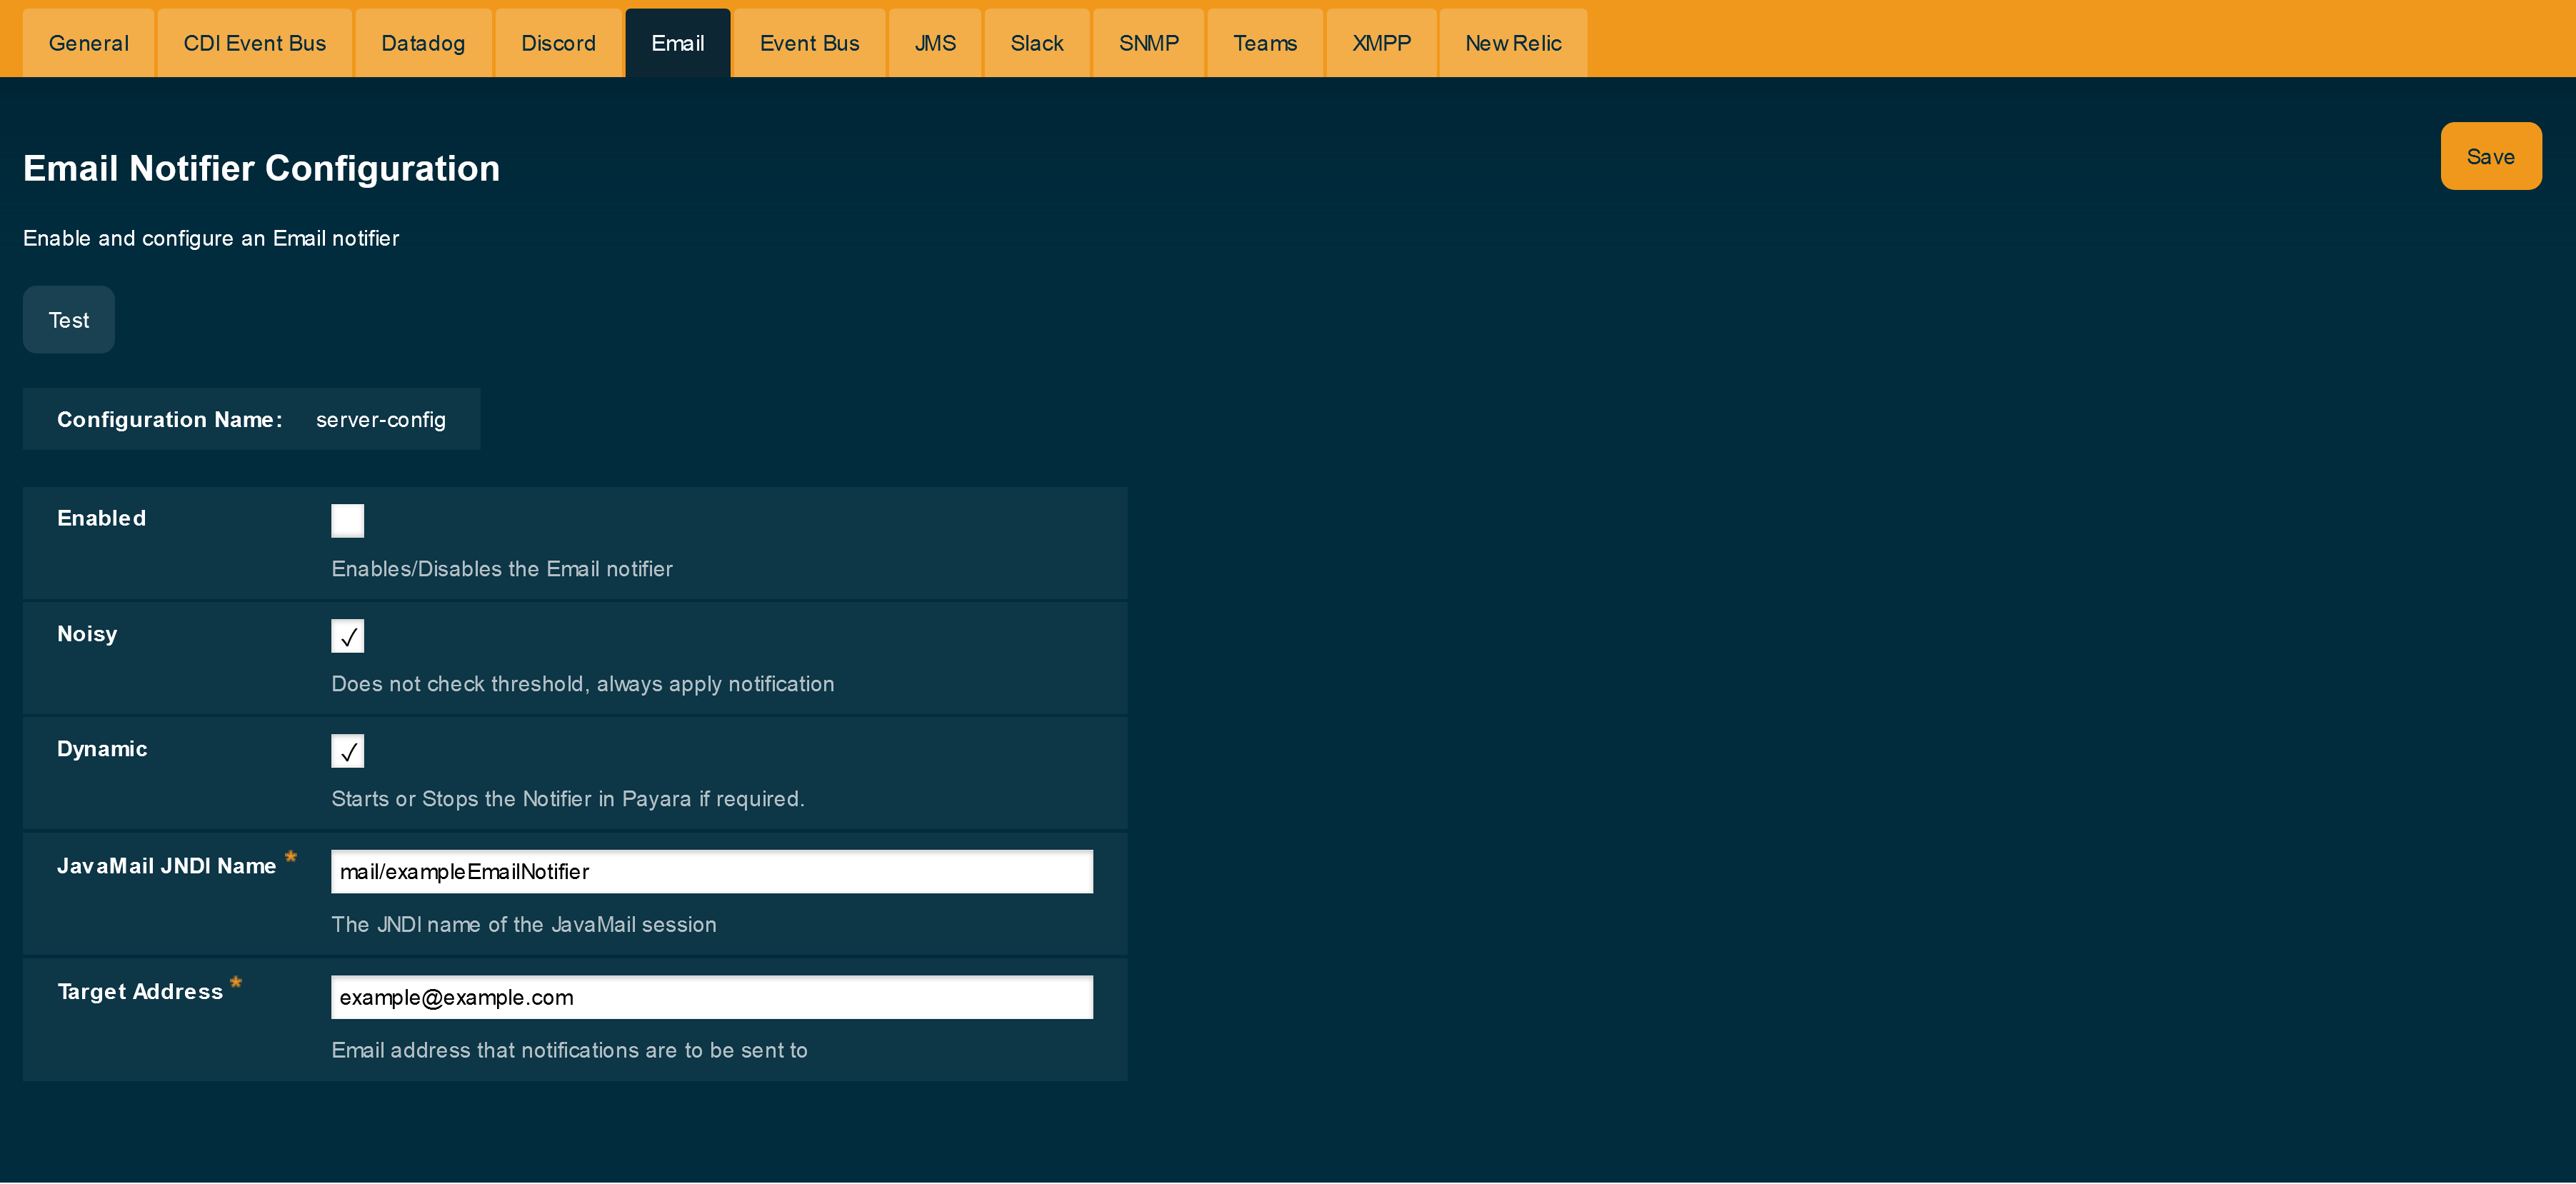 General CDI Event Bus Datadog Discord Email Event Bus JMS Slack SNMP Teams XMPP New Relic
Save
Email Notifier Configuration
Enable and configure an Email notifier
Test
Configuration Name: server-config
Enabled
Enables/Disables the Email notifier
Noisy
Does not check threshold, always apply notification
Dynamic
Starts or Stops the Notifier in Payara if required.
JavaMail JNDI Name * mail/exampleEmailNotifier
The JNDI name of the JavaMail session
Target Address * example@example.com
Email address that notifications are to be sent to